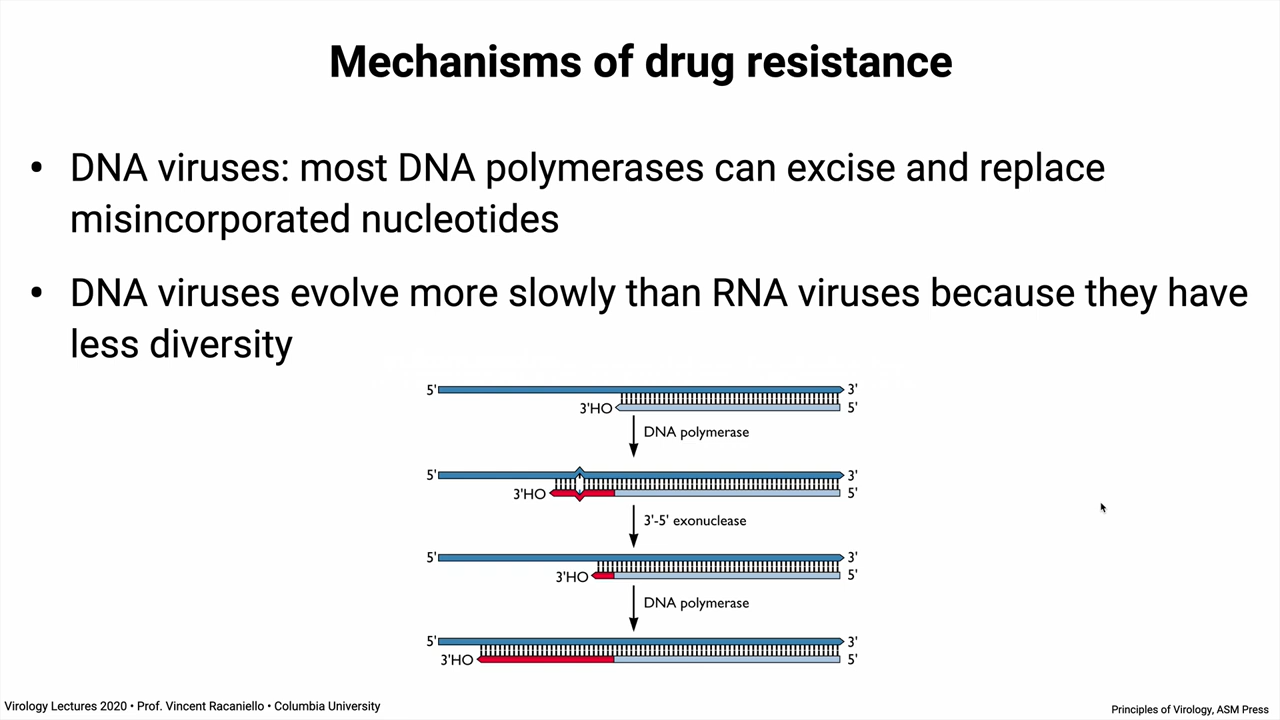 Mechanisms of drug resistance
• DNA viruses: most DNA polymerases can excise and replace
misincorporated nucleotides
• DNA viruses evolve more slowly than RNA viruses because they have
less diversity
5' 3'
3'HO 5'
DNA polymerase
5' 3'
3'HO 5'
3'-5' exonuclease
5' 3'
3'HO 5'
DNA polymerase
5' 3'
3'HO 5'
Virology Lectures 2020 • Prof. Vincent Racaniello • Columbia University
Principles of Virology, ASM Press